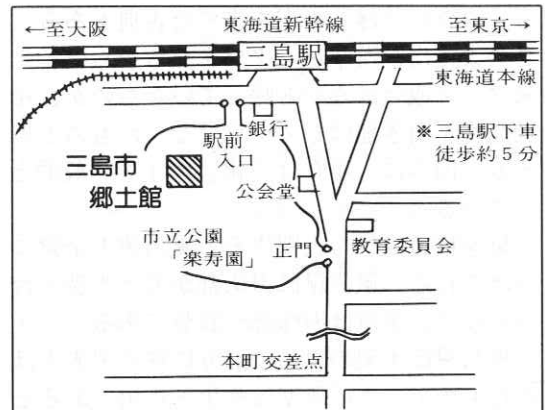 東海道新幹線
←至大阪
至東京→
三島駅
東海道本線
銀行
駅前
入口
※三島駅下車
徒歩約5分
三島市
郷土館
公会堂
市立公園
「楽寿園」
正門
教育委員会
本町交差点